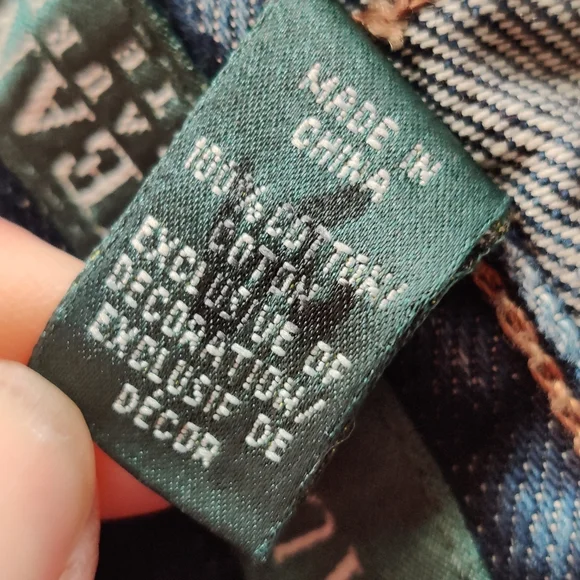 MADE IN
CHINA
100% COTTON/
COTON
EXCLUSIVE OF
DECORATION/
EXCLUSIF DE
DÉCOR